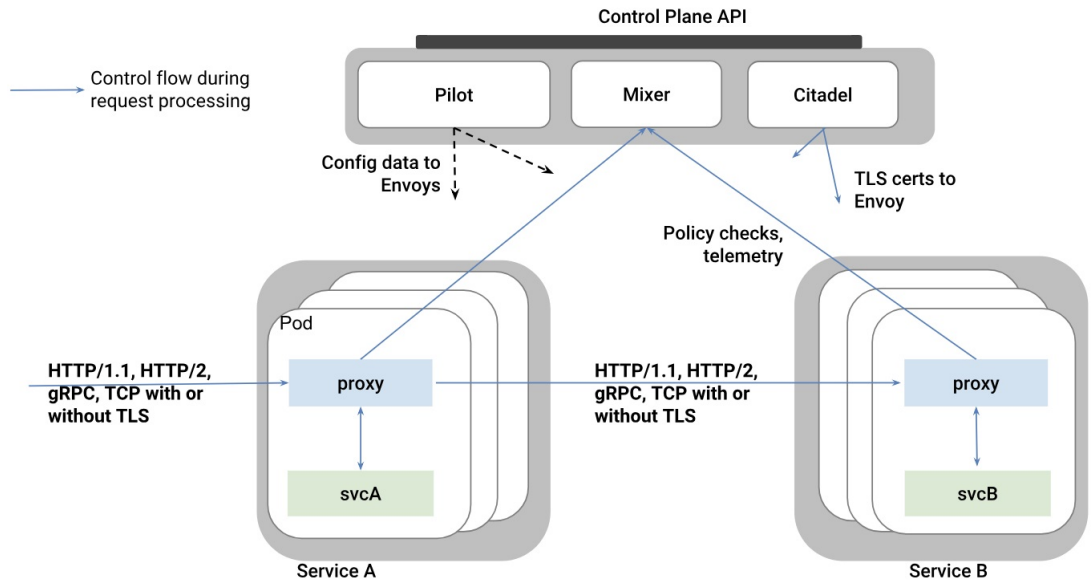 Control Plane API
Control flow during
request processing
Pilot
Mixer
Citadel
Config data to
Envoys
TLS certs to
Envoy
Policy checks,
telemetry
Pod
HTTP/1.1, HTTP/2,
gRPC, TCP with or
without TLS
proxy
HTTP/1.1, HTTP/2,
gRPC, TCP with or
without TLS
proxy
svcA
svcB
Service A
Service B